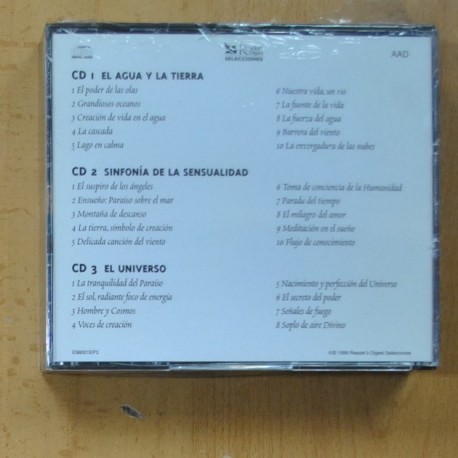 Reader's Digest
SELECCIONES
AAD
CD 1 EL AGUA Y LA TIERRA
1 El poder de las olas
2 Grandiosos oceanos
3 Creación de vida en el agua
4 La cascada
5 Lago en calma
6 Nuestra vida, un río
7 La fuente de la vida
8 La fuerza del agua
9 Barrera del viento
10 La envergadura de las nubes
CD 2 SINFONÍA DE LA SENSUALIDAD
1 El suspiro de los ángeles
2 Ensueño: Paraíso sobre el mar
3 Montaña de descanso
4 La tierra, símbolo de creación
5 Delicada canción del viento
6 Toma de conciencia de la Humanidad
7 Parada del tiempo
8 El milagro del amor
9 Meditación en el sueño
10 Flujo de conocimiento
CD 3 EL UNIVERSO
1 La tranquilidad del Paraíso
2 El sol, radiante foco de energía
3 Hombre y Cosmos
4 Voces de creación
5 Nacimiento y perfección del Universo
6 El secreto del poder
7 Señales de fuego
8 Soplo de aire Divino
Reader's Digest Selecciones